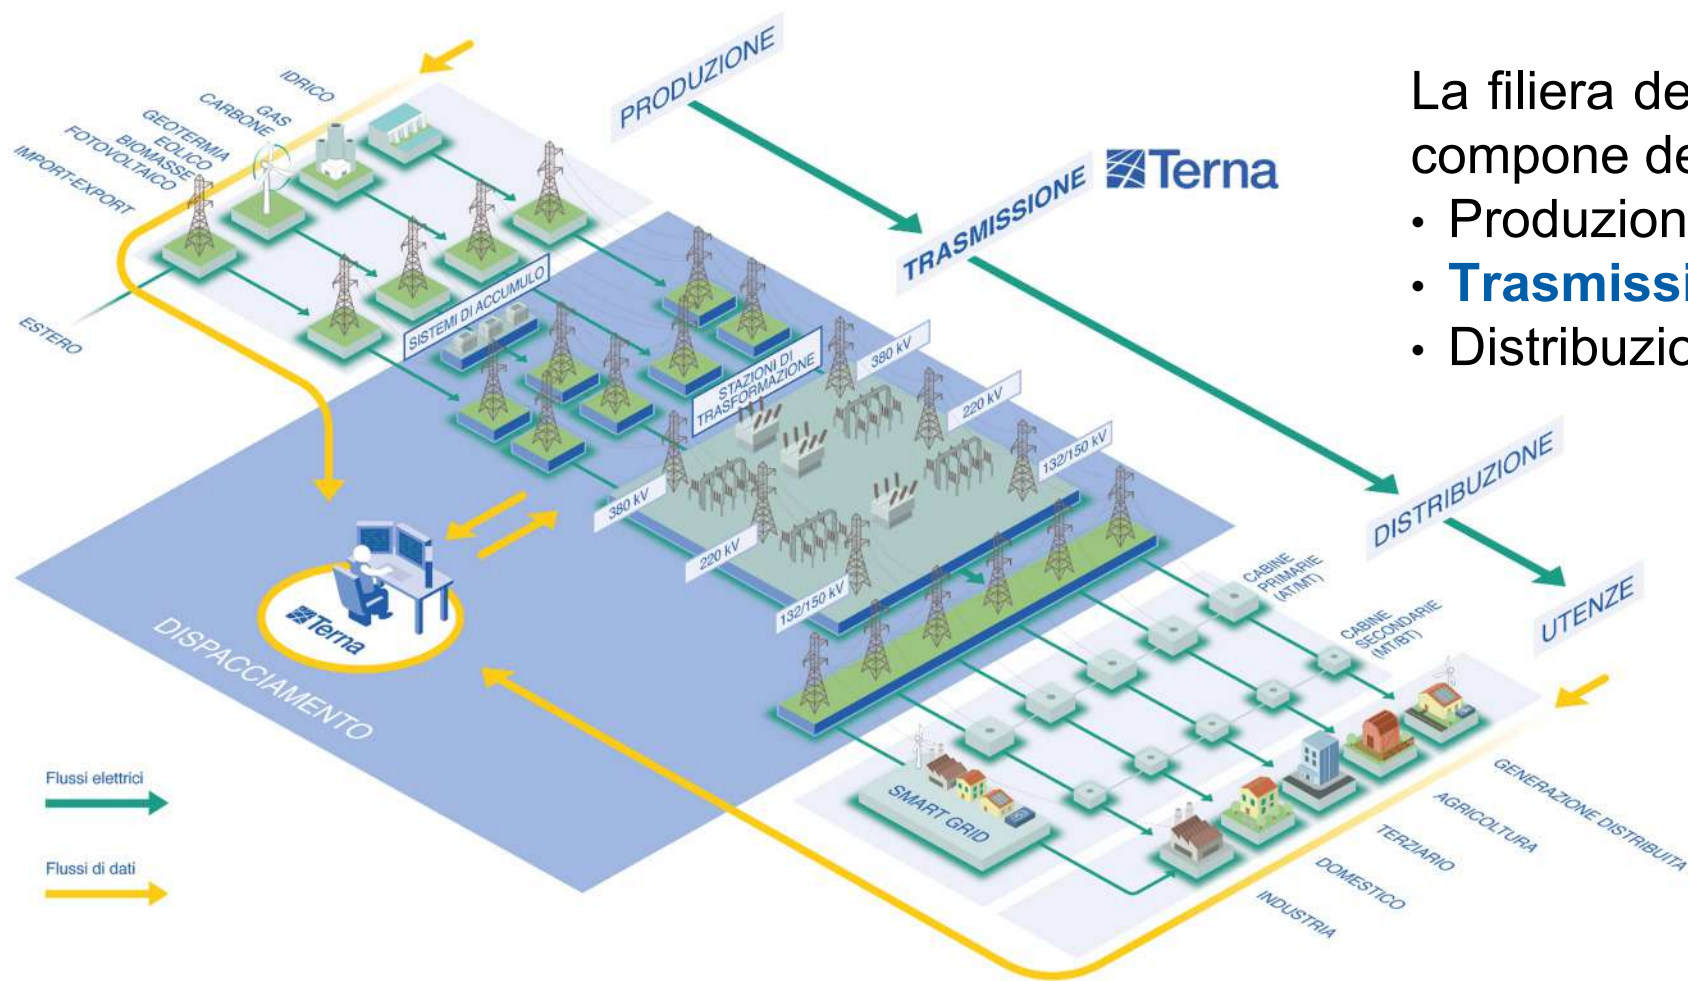 PRODUZIONE
TRASMISSIONE
Terna
DISTRIBUZIONE
UTENZE
La filiera de
compone de
• Produzion
• Trasmissi
• Distribuzio
IDRICO
GAS
CARBONE
GEOTERMIA
EOLICO
BIOMASSE
FOTOVOLTAICO
IMPORT-EXPORT
ESTERO
SISTEMI DI ACCUMULO
STAZIONI DI
TRASFORMAZIONE
380 kV
220 kV
132/150 kV
380 kV
220 kV
132/150 kV
Terna
DISPACCIAMENTO
CABINE
PRIMARIE
(AT/MT)
CABINE
SECONDARIE
(MT/BT)
SMART GRID
GENERAZIONE DISTRIBUITA
AGRICOLTURA
TERZIARIO
DOMESTICO
INDUSTRIA
Flussi elettrici
Flussi di dati